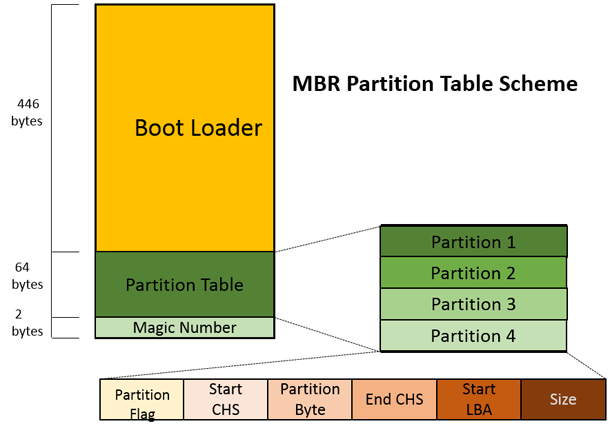 MBR Partition Table Scheme
446
bytes
Boot Loader
64
bytes
Partition Table
2
bytes
Magic Number
Partition 1
Partition 2
Partition 3
Partition 4
Partition
Flag
Start
CHS
Partition
Byte
End CHS
Start
LBA
Size